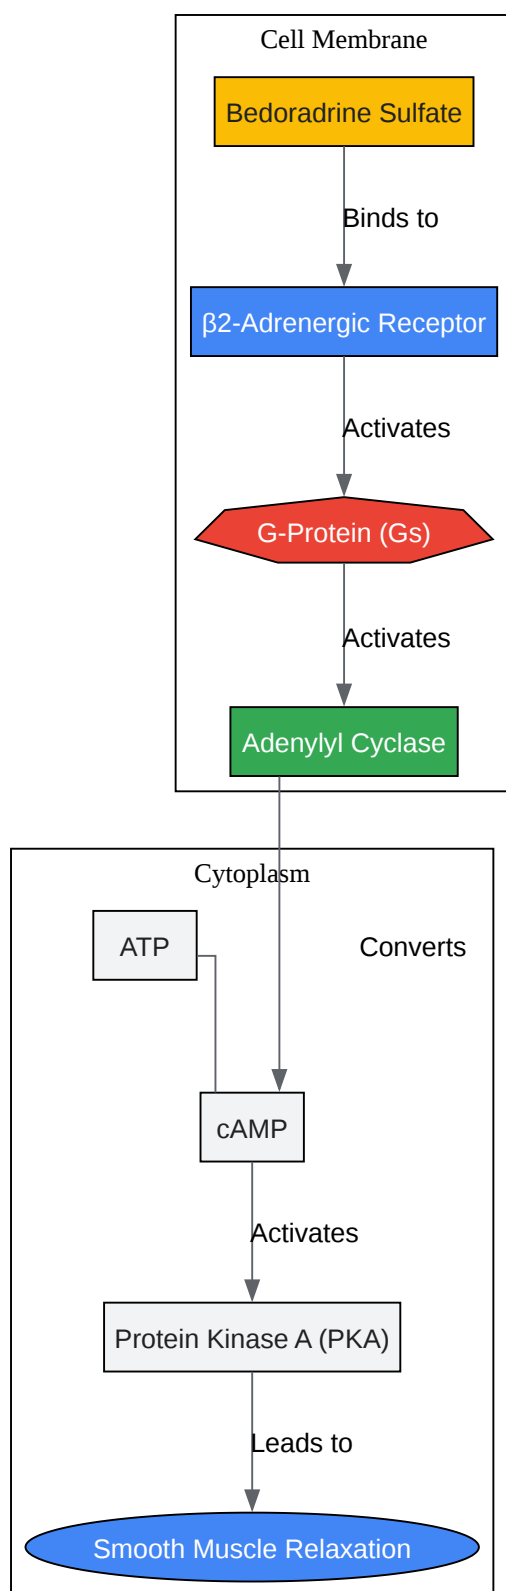 Cell Membrane
Bedoradrine Sulfate
Binds to
β2-Adrenergic Receptor
Activates
G-Protein (Gs)
Activates
Adenylyl Cyclase
Cytoplasm
ATP
Converts
cAMP
Activates
Protein Kinase A (PKA)
Leads to
Smooth Muscle Relaxation